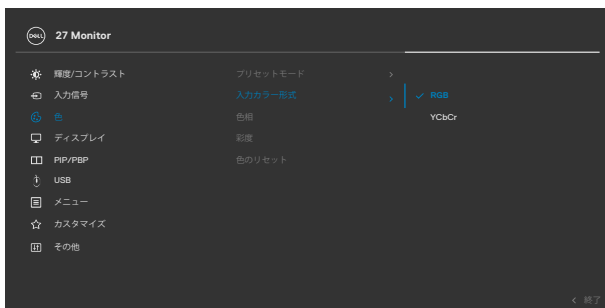 DELL 27 Monitor
輝度/コントラスト
プリセットモード
入力信号
入力カラー形式
RGB
色
色相
YCbCr
ディスプレイ
彩度
PIP/PBP
色のリセット
USB
メニュー
カスタマイズ
その他
終了